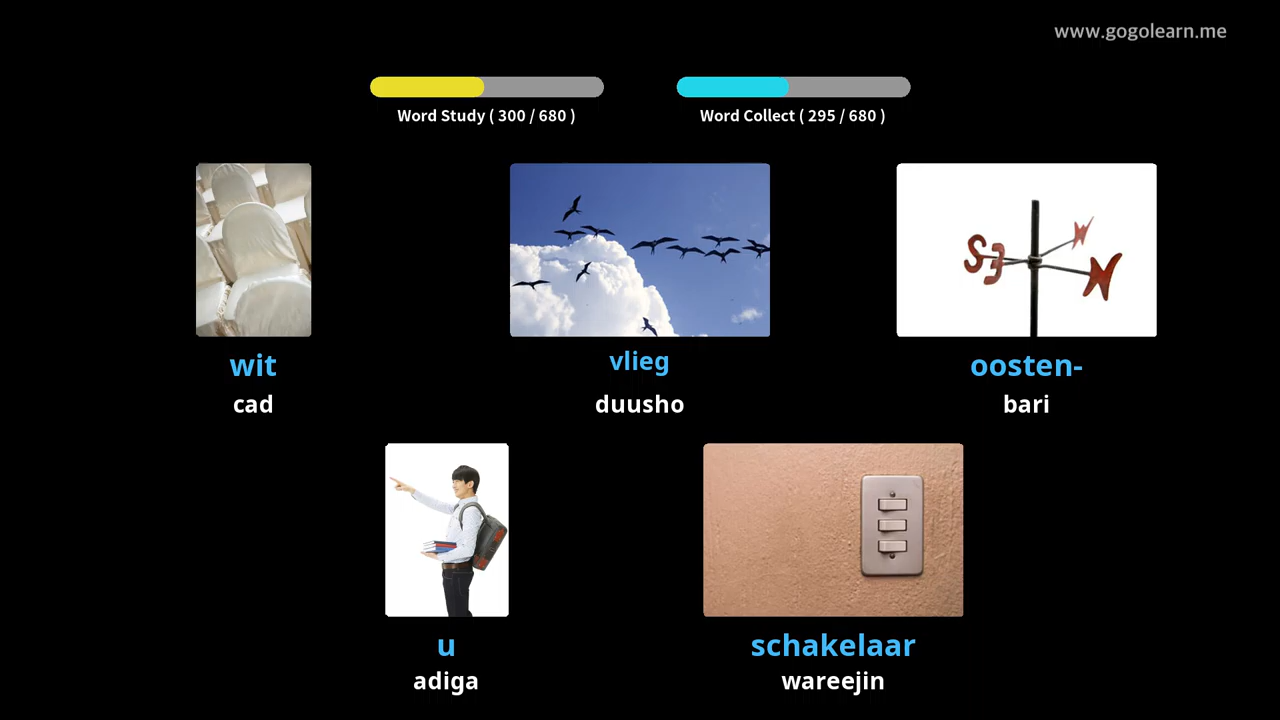 www.gogolearn.me
Word Study ( 300 / 680 )
Word Collect ( 295 / 680 )
wit
cad
vlieg
duusho
oosten-
bari
S E N N
u
adiga
schakelaar
wareejin